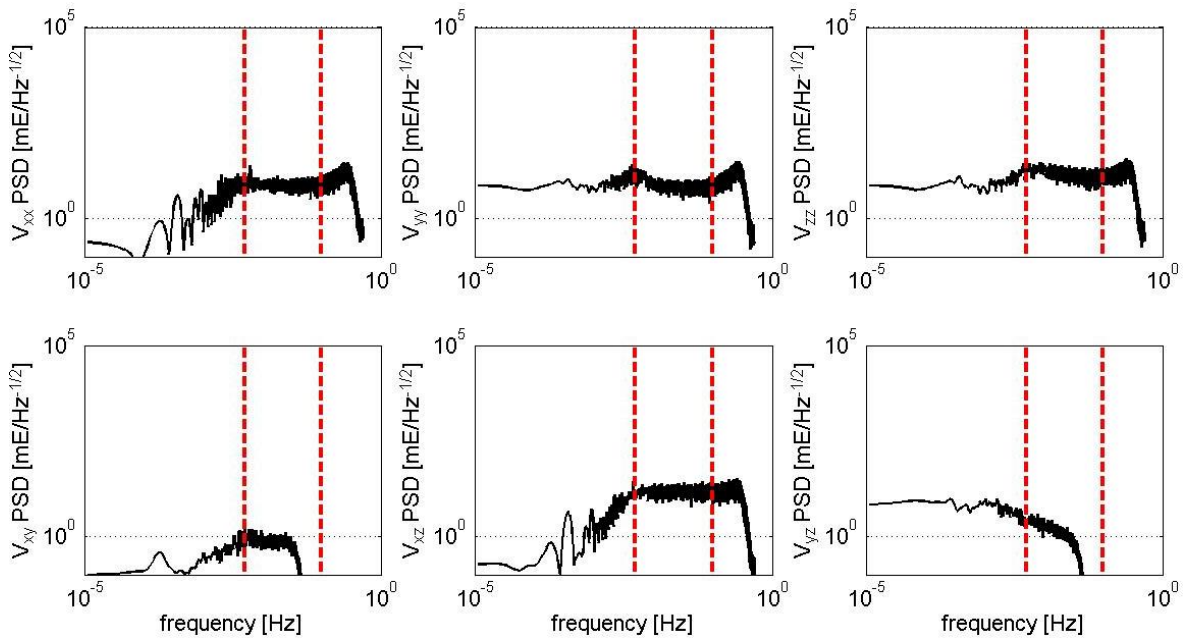 V_xx PSD [mE/Hz^-1/2]
10^5
10^0
10^-5
10^0
V_yy PSD [mE/Hz^-1/2]
10^5
10^0
10^-5
10^0
V_zz PSD [mE/Hz^-1/2]
10^5
10^0
10^-5
10^0
V_xy PSD [mE/Hz^-1/2]
10^5
10^0
10^-5
10^0
frequency [Hz]
V_xz PSD [mE/Hz^-1/2]
10^5
10^0
10^-5
10^0
frequency [Hz]
V_yz PSD [mE/Hz^-1/2]
10^5
10^0
10^-5
10^0
frequency [Hz]